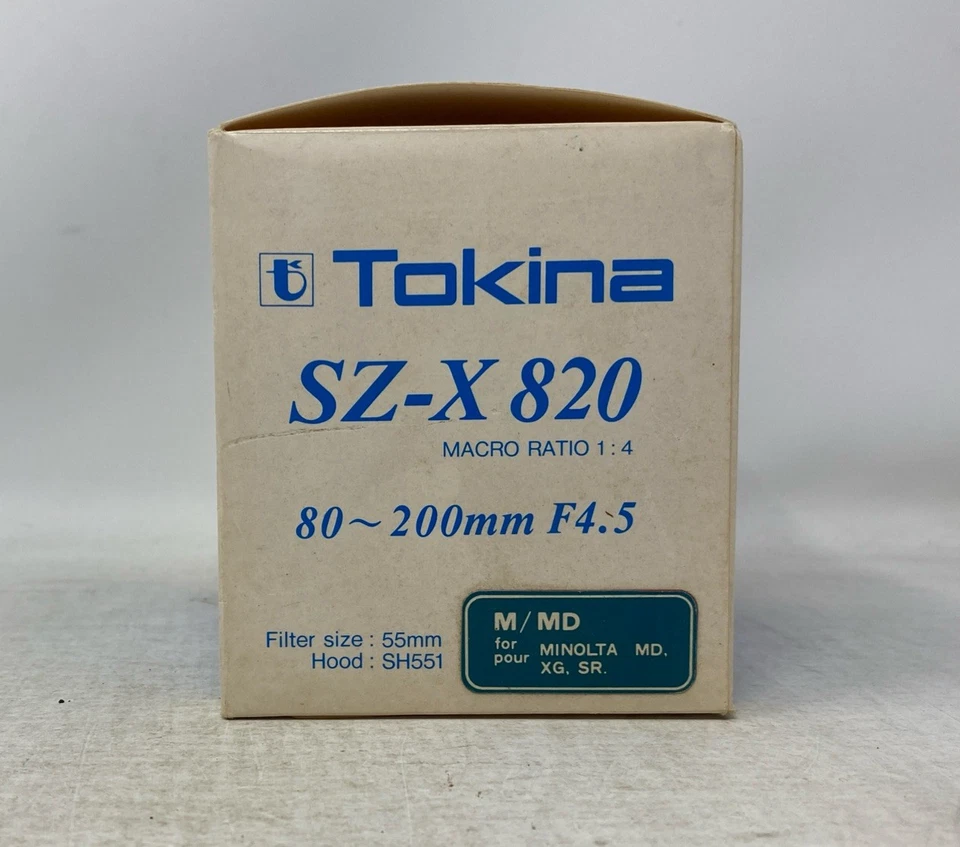 Tokina
SZ-X 820
MACRO RATIO 1:4
80~200mm F4.5
Filter size : 55mm
Hood : SH551
M/MD
for
pour
MINOLTA MD,
XG, SR.